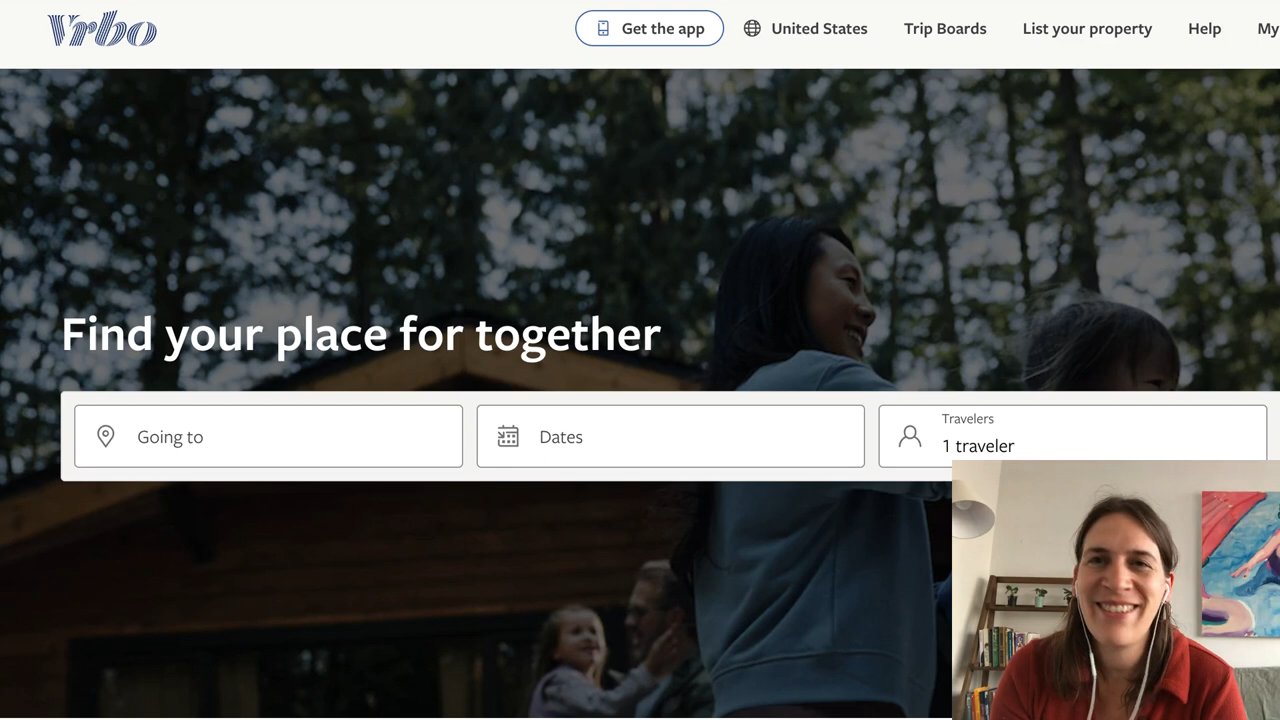 Vrbo
Get the app
United States
Trip Boards
List your property
Help
My
Find your place for together
Going to
Dates
Travelers
1 traveler